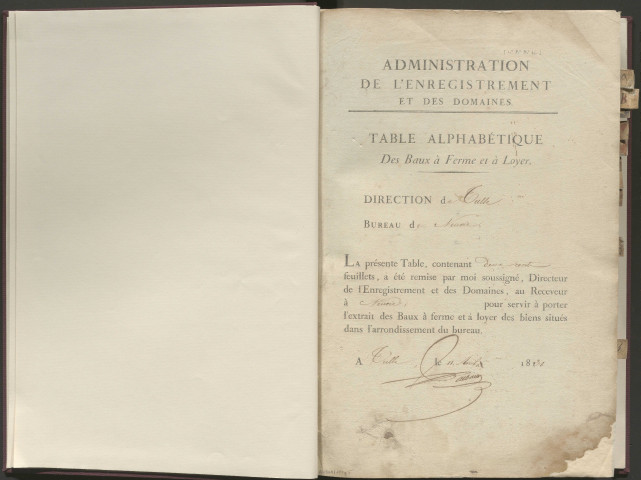 ADMINISTRATION
DE L'ENREGISTREMENT
ET DES DOMAINES.
TABLE ALPHABÉTIQUE
Des Baux à Ferme et à Loyer.
DIRECTION de Tulle
BUREAU de
LA présente Table, contenant deux cent
feuillets, a été remise par moi soussigné, Directeur
de l'Enregistrement et des Domaines, au Receveur
à pour servir à porter
l'extrait des Baux à ferme et à loyer des biens situés
dans l'arrondissement du bureau.
A Tulle, le 18